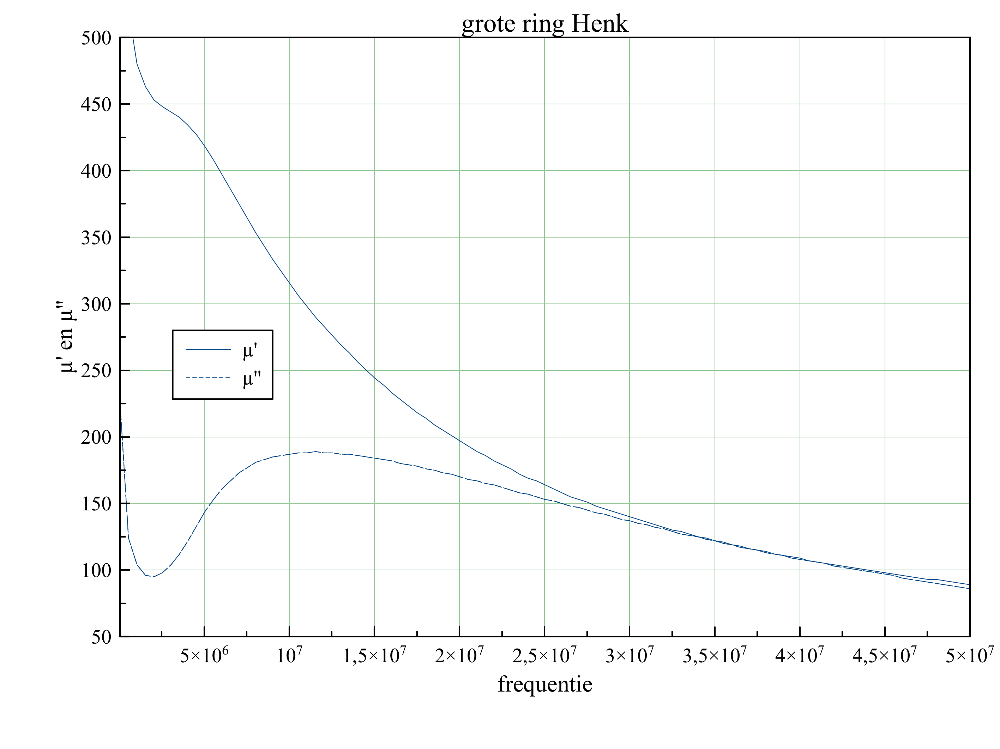 grote ring Henk
500
450
400
350
300
250
200
150
100
50
µ' en µ"
µ'
µ''
5×10⁶ 10⁷ 1,5×10⁷ 2×10⁷ 2,5×10⁷ 3×10⁷ 3,5×10⁷ 4×10⁷ 4,5×10⁷ 5×10⁷
frequentie